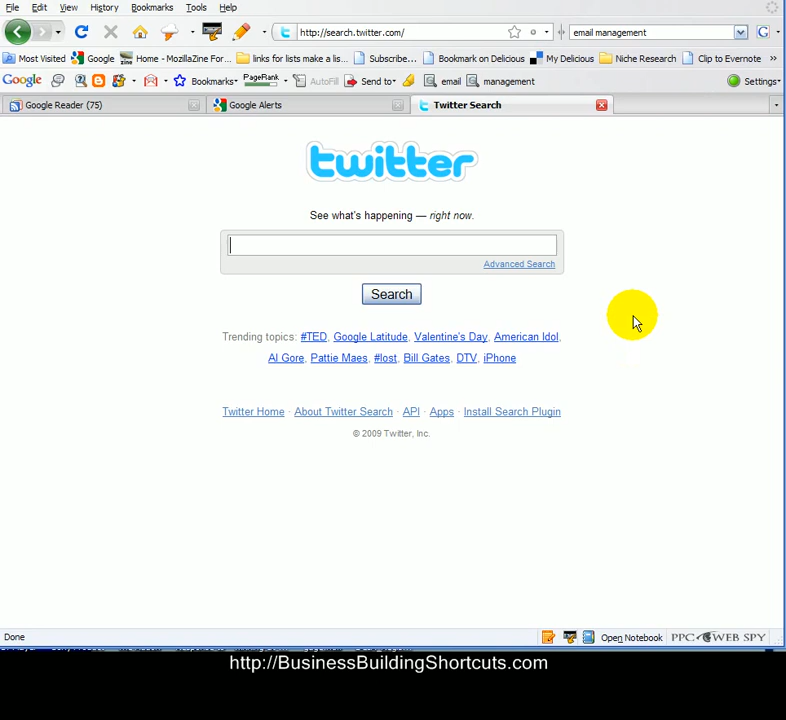 File Edit View History Bookmarks Tools Help
http://search.twitter.com/ email management
Most Visited Google Home - MozillaZine For... links for lists make a lis... Subscribe... Bookmark on Delicious My Delicious Niche Research Clip to Evernote »
Google Bookmarks PageRank AutoFill Send to email management Settings
Google Reader (75) Google Alerts Twitter Search
twitter
See what's happening — right now.
Advanced Search
Search
Trending topics: #TED, Google Latitude, Valentine's Day, American Idol,
Al Gore, Pattie Maes, #lost, Bill Gates, DTV, iPhone
Twitter Home · About Twitter Search · API · Apps · Install Search Plugin
© 2009 Twitter, Inc.
Done Open Notebook PPC WEB SPY
http://BusinessBuildingShortcuts.com